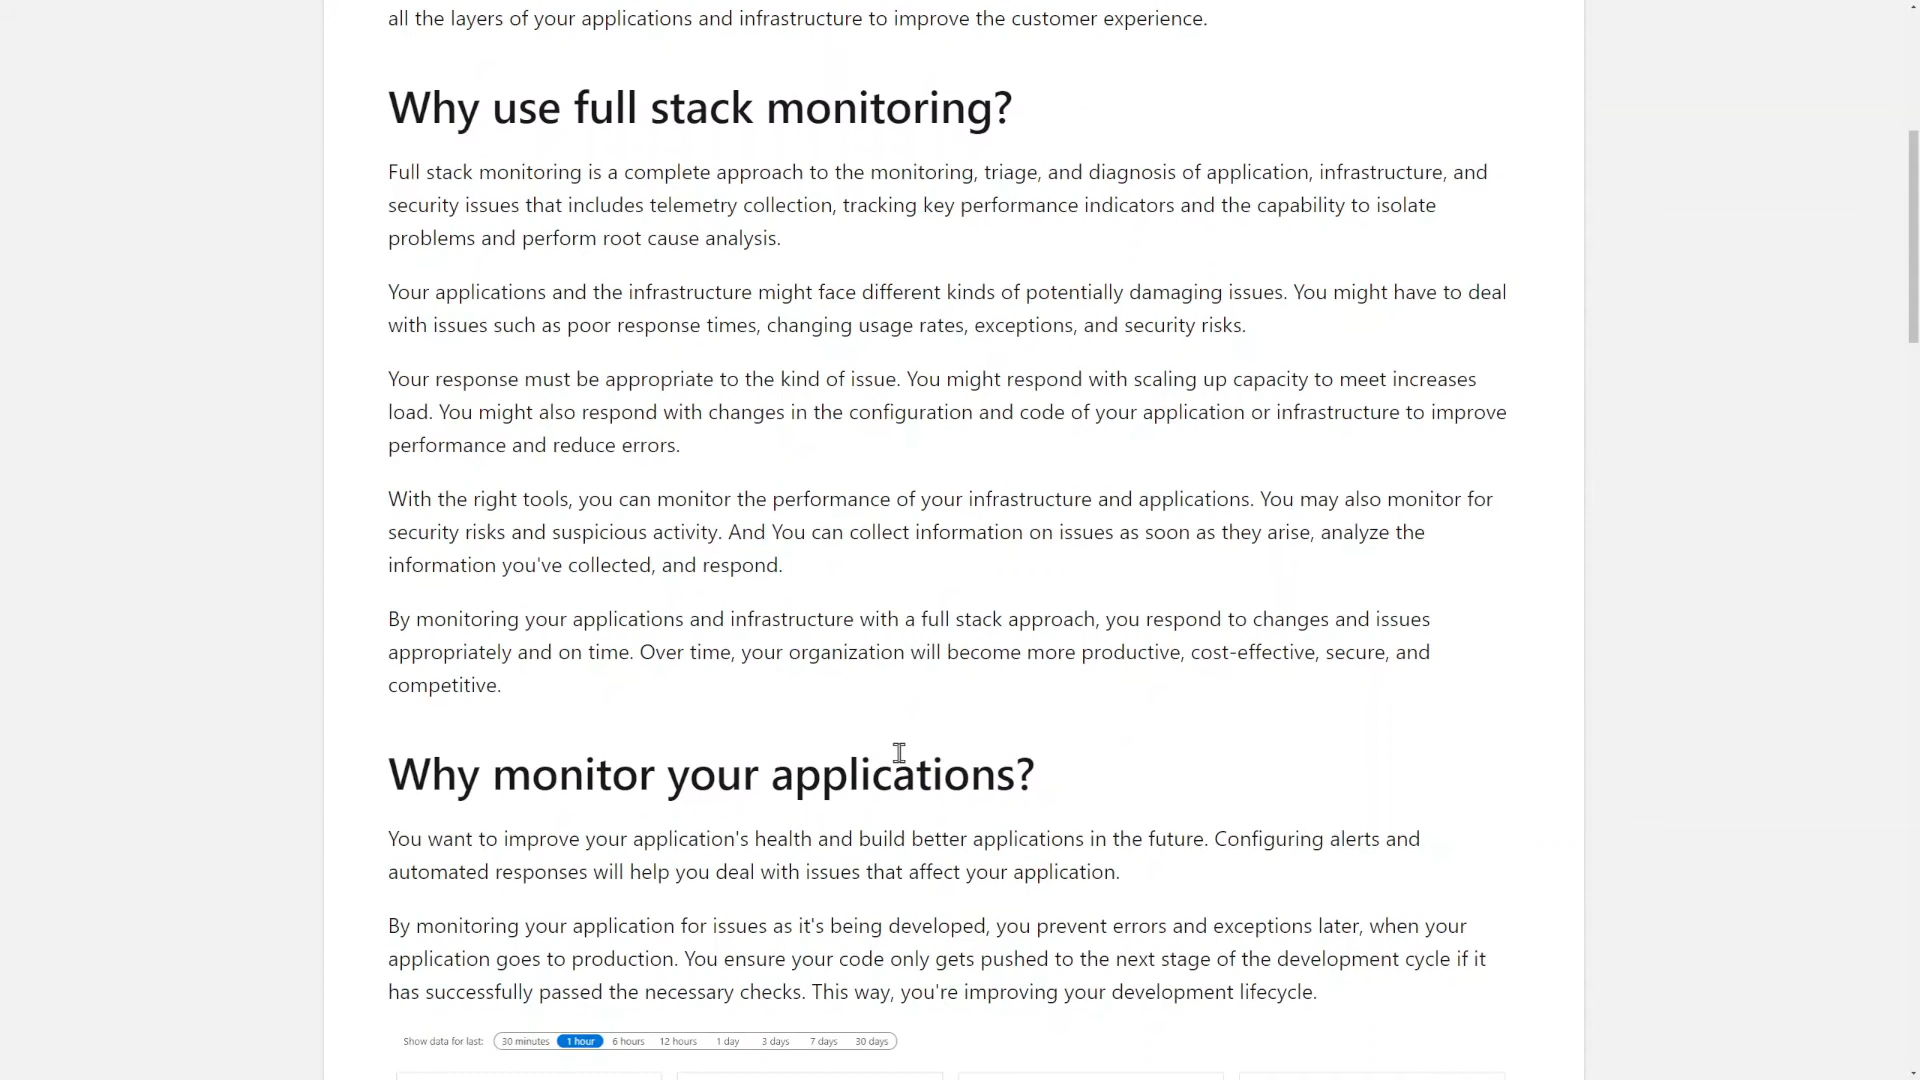 all the layers of your applications and infrastructure to improve the customer experience.
Why use full stack monitoring?
Full stack monitoring is a complete approach to the monitoring, triage, and diagnosis of application, infrastructure, and
security issues that includes telemetry collection, tracking key performance indicators and the capability to isolate
problems and perform root cause analysis.
Your applications and the infrastructure might face different kinds of potentially damaging issues. You might have to deal
with issues such as poor response times, changing usage rates, exceptions, and security risks.
Your response must be appropriate to the kind of issue. You might respond with scaling up capacity to meet increases
load. You might also respond with changes in the configuration and code of your application or infrastructure to improve
performance and reduce errors.
With the right tools, you can monitor the performance of your infrastructure and applications. You may also monitor for
security risks and suspicious activity. And You can collect information on issues as soon as they arise, analyze the
information you've collected, and respond.
By monitoring your applications and infrastructure with a full stack approach, you respond to changes and issues
appropriately and on time. Over time, your organization will become more productive, cost-effective, secure, and
competitive.
Why monitor your applications?
You want to improve your application's health and build better applications in the future. Configuring alerts and
automated responses will help you deal with issues that affect your application.
By monitoring your application for issues as it's being developed, you prevent errors and exceptions later, when your
application goes to production. You ensure your code only gets pushed to the next stage of the development cycle if it
has successfully passed the necessary checks. This way, you're improving your development lifecycle.
Show data for last: 30 minutes 1 hour 6 hours 12 hours 1 day 3 days 7 days 30 days